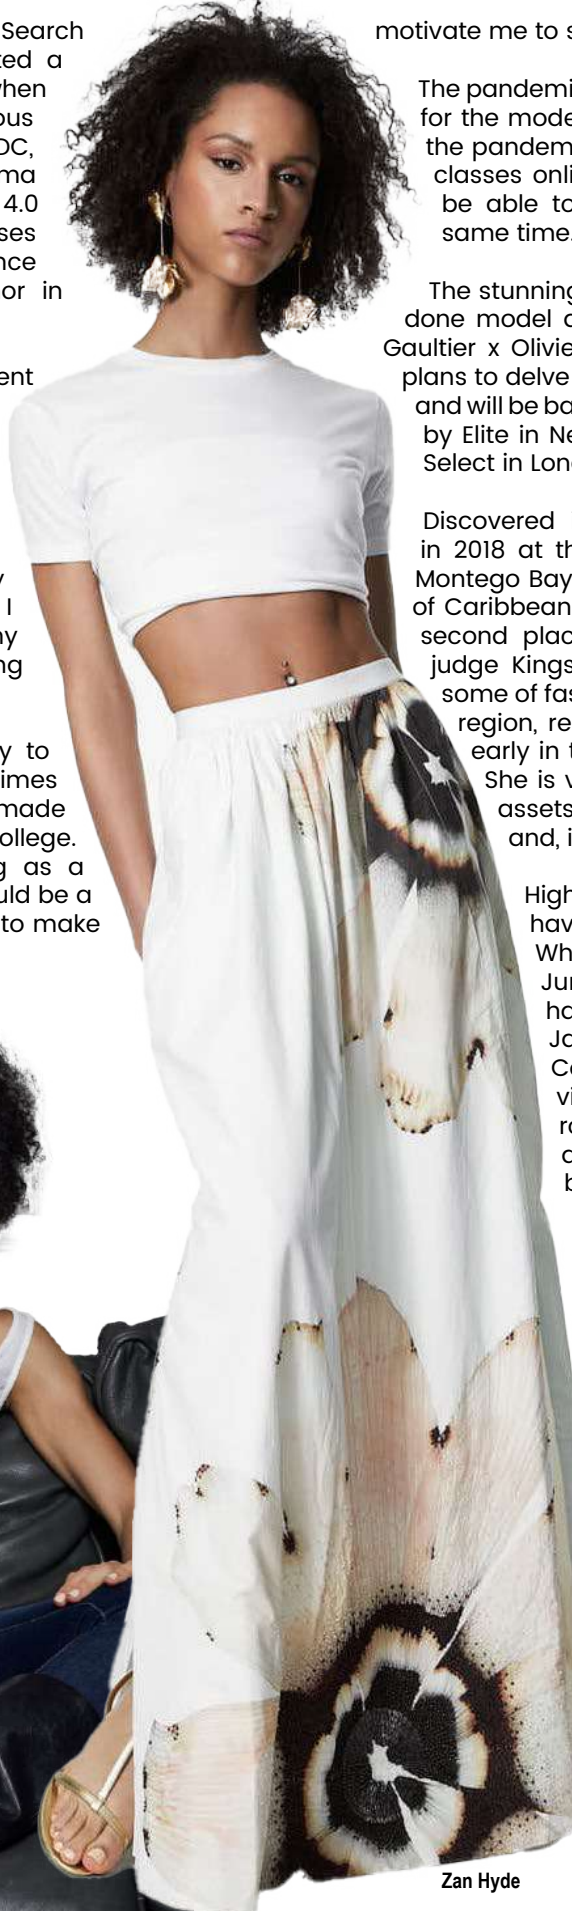 Search
ted a
when
ous
OC,
ma
4.0
ses
nce
or in
ent
y
I
ny
ng
y to
imes
made
ollege.
g as a
uld be a
to make
motivate me to s
The pandemi
for the mode
the pandem
classes onli
be able to
same time.
The stunning
done model c
Gaultier x Olivie
plans to delve
and will be ba
by Elite in Ne
Select in Lon
Discovered
in 2018 at th
Montego Bay
of Caribbean
second plac
judge Kings
some of fas
region, re
early in t
She is v
assets
and, i
High
hav
Wh
Jur
ha
Ja
Co
vi
ro
a
b
Zan Hyde